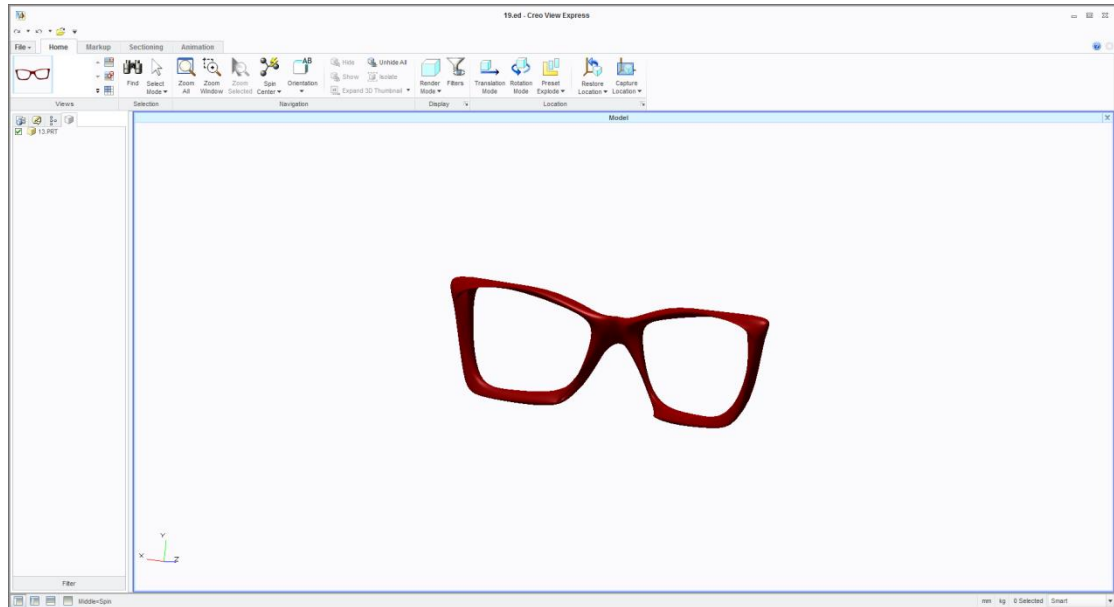 19.ed - Creo View Express
File Home Markup Sectioning Animation
Find Select Mode Zoom All Zoom Window Zoom Selected Spin Center Orientation Hide Unhide All
Show Isolate
Expand 3D Thumbnail
Render Mode Filters Translation Mode Rotation Mode Preset Explode Restore Location Capture Location
Views Selection Navigation Display Location
Model
13.PRT
Y
X Z
Filter
Middle=Spin mm kg 0 Selected Smart